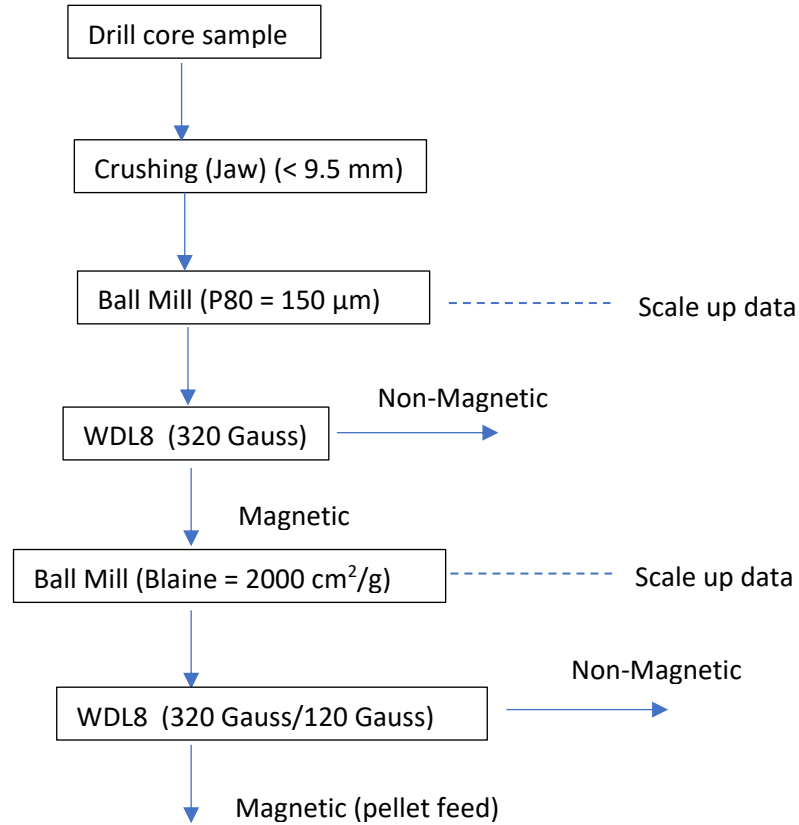 Drill core sample
Crushing (Jaw) (< 9.5 mm)
Ball Mill (P80 = 150 µm)
Scale up data
Non-Magnetic
WDL8  (320 Gauss)
Magnetic
Ball Mill (Blaine = 2000 cm²/g)
Scale up data
Non-Magnetic
WDL8  (320 Gauss/120 Gauss)
Magnetic (pellet feed)